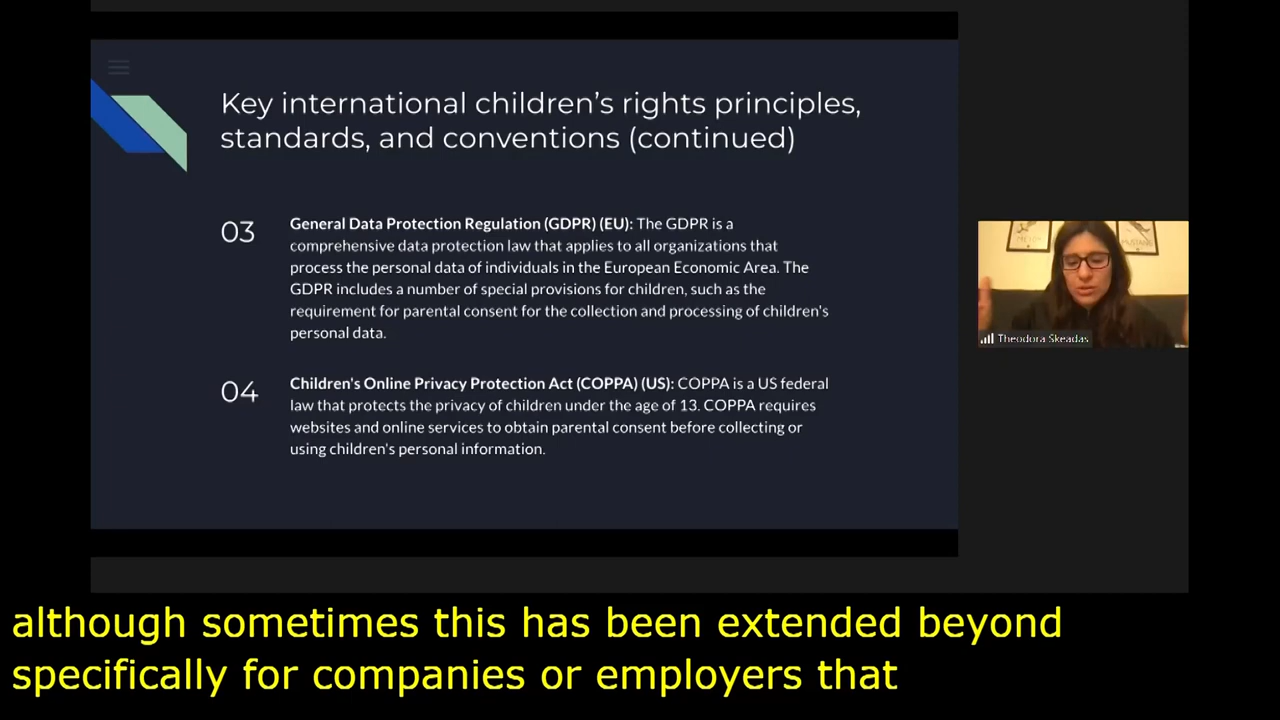 Key international children's rights principles,
standards, and conventions (continued)
03
General Data Protection Regulation (GDPR) (EU): The GDPR is a
comprehensive data protection law that applies to all organizations that
process the personal data of individuals in the European Economic Area. The
GDPR includes a number of special provisions for children, such as the
requirement for parental consent for the collection and processing of children's
personal data.
04
Children's Online Privacy Protection Act (COPPA) (US): COPPA is a US federal
law that protects the privacy of children under the age of 13. COPPA requires
websites and online services to obtain parental consent before collecting or
using children's personal information.
Theodora Skeadas
although sometimes this has been extended beyond
specifically for companies or employers that